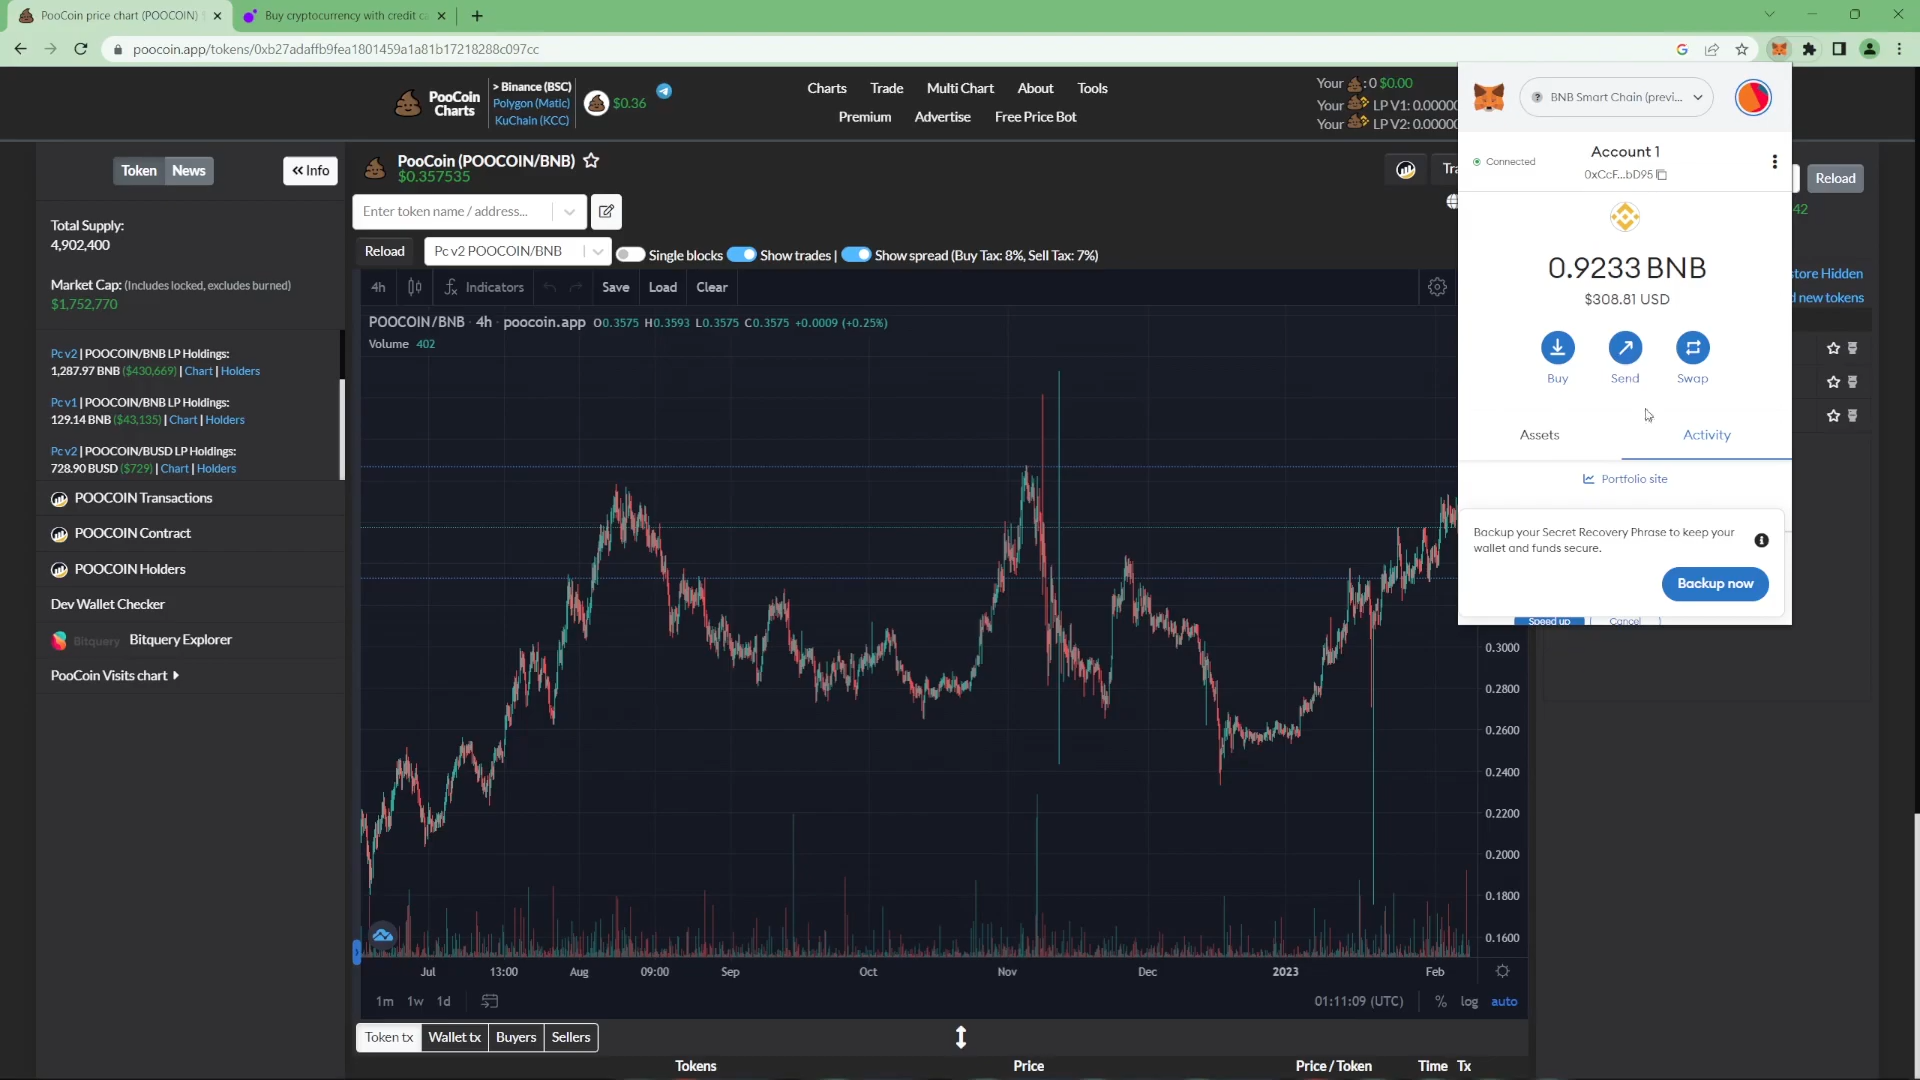 PooCoin price chart (POOCOIN)
Buy cryptocurrency with credit ca
poocoin.app/tokens/0xb27adaffb9fea1801459a1a81b17218288c097cc
PooCoin Charts
> Binance (BSC)
Polygon (Matic)
KuChain (KCC)
$0.36
Charts Trade Multi Chart About Tools
Premium Advertise Free Price Bot
Your :0 $0.00
Your LP V1: 0.0000
Your LP V2: 0.0000
BNB Smart Chain (previ...
Connected
Account 1
0xCcF...bD95
0.9233 BNB
$308.81 USD
Buy Send Swap
Assets Activity
Portfolio site
Backup your Secret Recovery Phrase to keep your
wallet and funds secure.
Backup now
Speed up Cancel
Reload
42
tore Hidden
d new tokens
Token News
« Info
Total Supply:
4,902,400
Market Cap: (Includes locked, excludes burned)
$1,752,770
Pc v2 | POOCOIN/BNB LP Holdings:
1,287.97 BNB ($430,669) | Chart | Holders
Pc v1 | POOCOIN/BNB LP Holdings:
129.14 BNB ($43,135) | Chart | Holders
Pc v2 | POOCOIN/BUSD LP Holdings:
728.90 BUSD ($729) | Chart | Holders
POOCOIN Transactions
POOCOIN Contract
POOCOIN Holders
Dev Wallet Checker
Bitquery Bitquery Explorer
PooCoin Visits chart
PooCoin (POOCOIN/BNB)
$0.357535
Tra
Enter token name / address...
Reload
Pc v2 POOCOIN/BNB
Single blocks Show trades | Show spread (Buy Tax: 8%, Sell Tax: 7%)
4h Indicators Save Load Clear
POOCOIN/BNB · 4h · poocoin.app O0.3575 H0.3593 L0.3575 C0.3575 +0.0009 (+0.25%)
Volume 402
0.3000
0.2800
0.2600
0.2400
0.2200
0.2000
0.1800
0.1600
Jul 13:00 Aug 09:00 Sep Oct Nov Dec 2023 Feb
1m 1w 1d
01:11:09 (UTC) % log auto
Token tx Wallet tx Buyers Sellers
Tokens Price Price / Token Time Tx